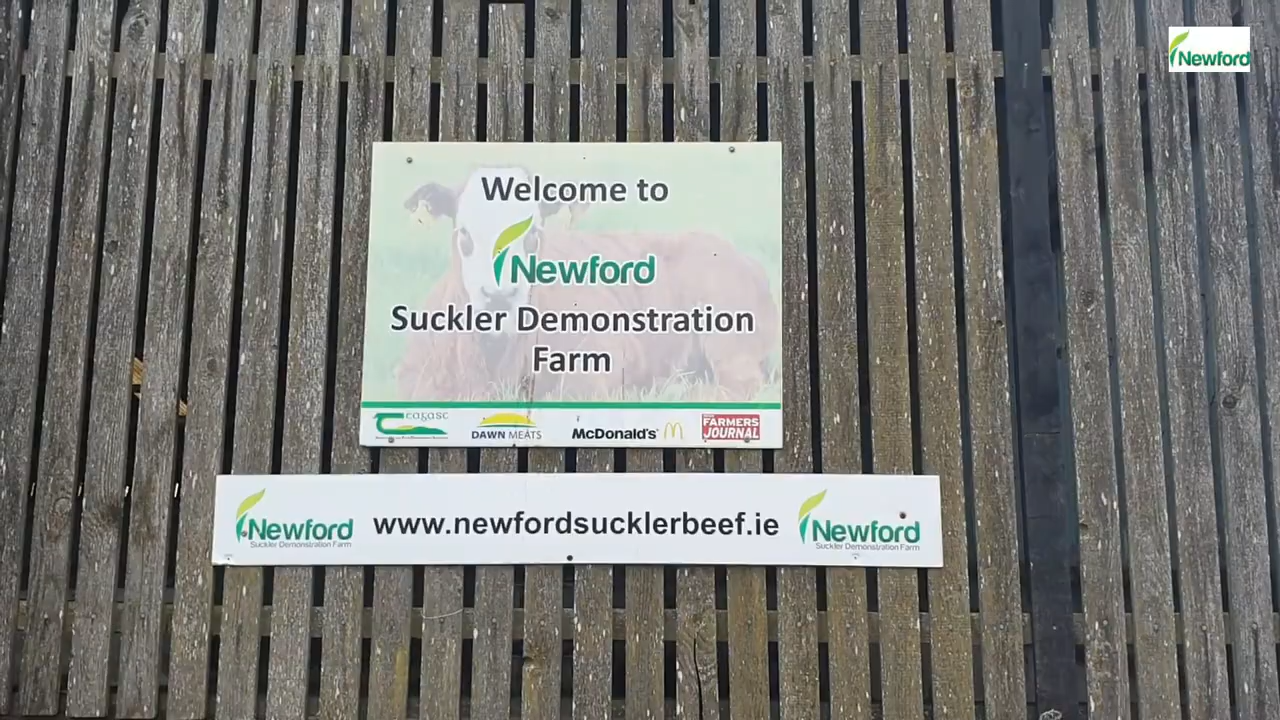 Newford
Welcome to
Newford
Suckler Demonstration
Farm
teagasc
DAWN MEATS
McDonald's
FARMERS
JOURNAL
Newford
Suckler Demonstration Farm
www.newfordsucklerbeef.ie
Newford
Suckler Demonstration Farm